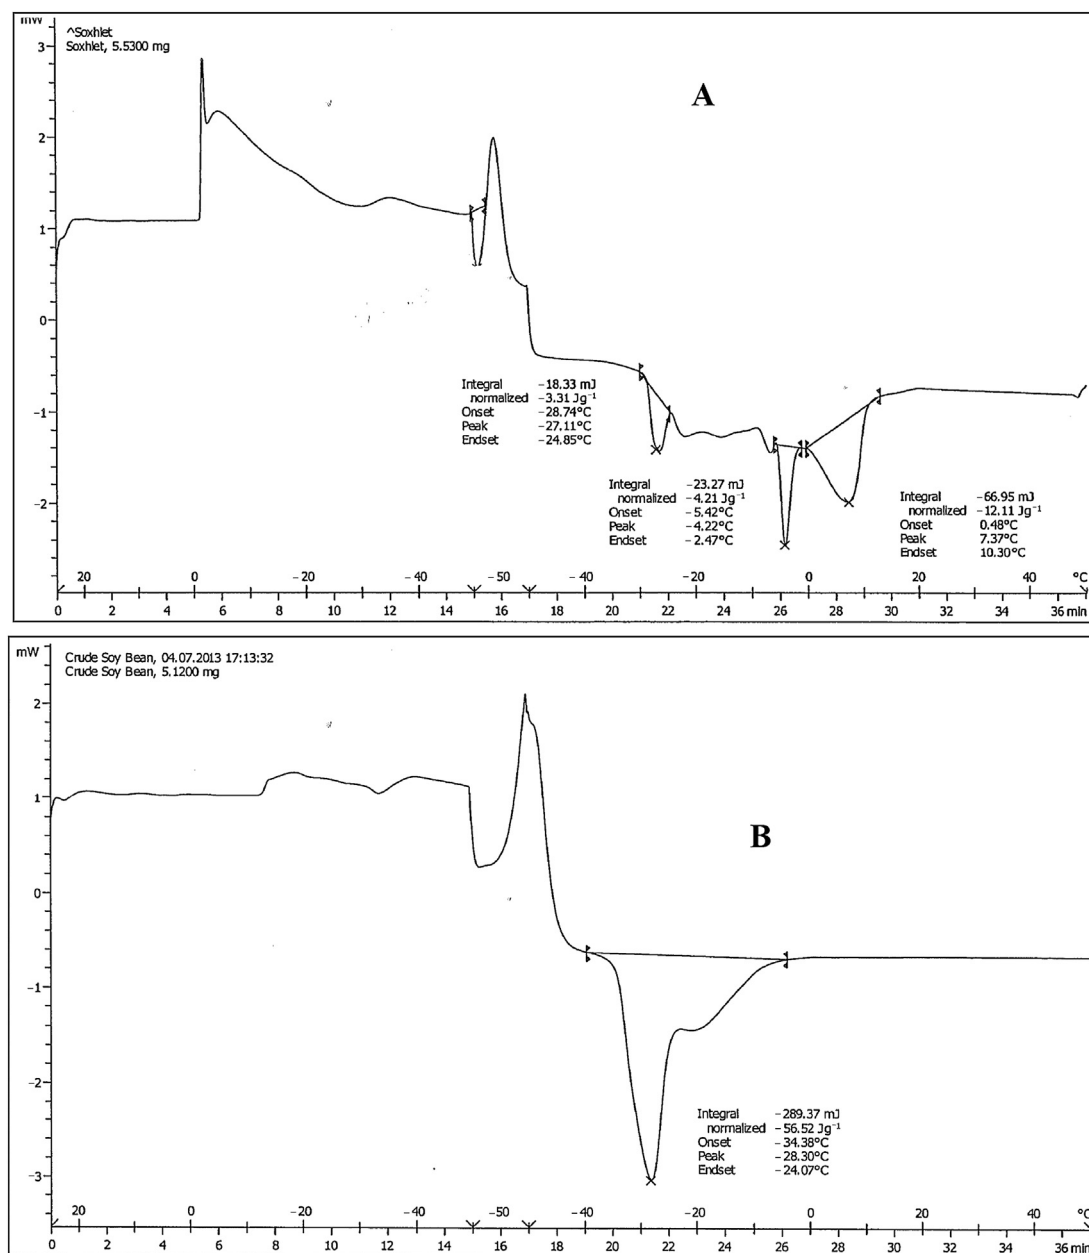 mW
^Soxhlet
Soxhlet, 5.5300 mg
A
3
2
1
0
-1
-2
Integral -18.33 mJ
normalized -3.31 Jg⁻¹
Onset -28.74°C
Peak -27.11°C
Endset -24.85°C
Integral -23.27 mJ
normalized -4.21 Jg⁻¹
Onset -5.42°C
Peak -4.22°C
Endset -2.47°C
Integral -66.95 mJ
normalized -12.11 Jg⁻¹
Onset 0.48°C
Peak 7.37°C
Endset 10.30°C
20 0 -20 -50 -40 -20 0 20 40 °C
0 2 4 6 8 10 12 14 16 18 20 22 24 26 28 30 32 34 36 min
mW
Crude Soy Bean, 04.07.2013 17:13:32
Crude Soy Bean, 5.1200 mg
B
2
1
0
-1
-2
-3
Integral -289.37 mJ
normalized -56.52 Jg⁻¹
Onset -34.38°C
Peak -28.30°C
Endset -24.07°C
20 0 -20 -50 -40 -20 0 20 °C
0 2 4 6 8 10 12 14 16 18 20 22 24 26 28 30 32 34 36 min